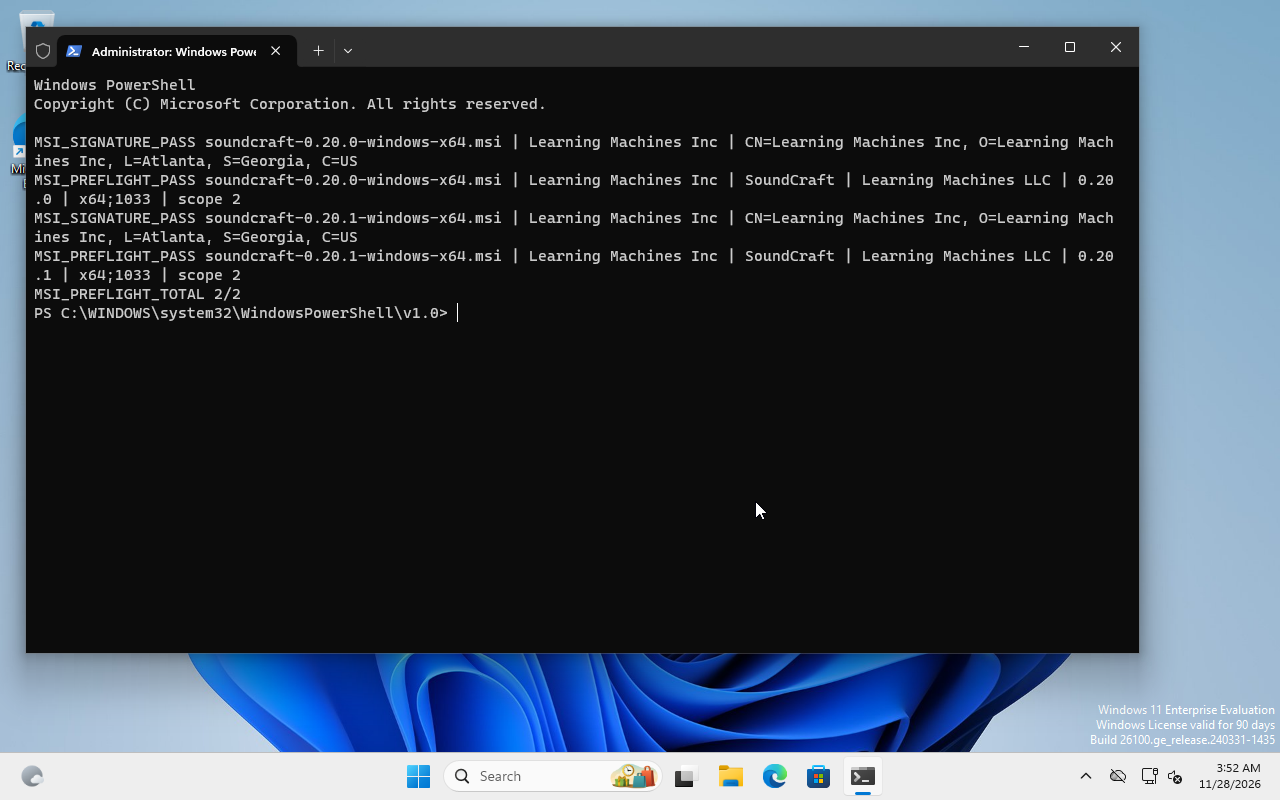 Administrator: Windows Powe
Windows PowerShell
Copyright (C) Microsoft Corporation. All rights reserved.
MSI_SIGNATURE_PASS soundcraft-0.20.0-windows-x64.msi | Learning Machines Inc | CN=Learning Machines Inc, O=Learning Mach
ines Inc, L=Atlanta, S=Georgia, C=US
MSI_PREFLIGHT_PASS soundcraft-0.20.0-windows-x64.msi | Learning Machines Inc | SoundCraft | Learning Machines LLC | 0.20
.0 | x64;1033 | scope 2
MSI_SIGNATURE_PASS soundcraft-0.20.1-windows-x64.msi | Learning Machines Inc | CN=Learning Machines Inc, O=Learning Mach
ines Inc, L=Atlanta, S=Georgia, C=US
MSI_PREFLIGHT_PASS soundcraft-0.20.1-windows-x64.msi | Learning Machines Inc | SoundCraft | Learning Machines LLC | 0.20
.1 | x64;1033 | scope 2
MSI_PREFLIGHT_TOTAL 2/2
PS C:\WINDOWS\system32\WindowsPowerShell\v1.0>
Windows 11 Enterprise Evaluation
Windows License valid for 90 days
Build 26100.ge_release.240331-1435
Search
3:52 AM
11/28/2026